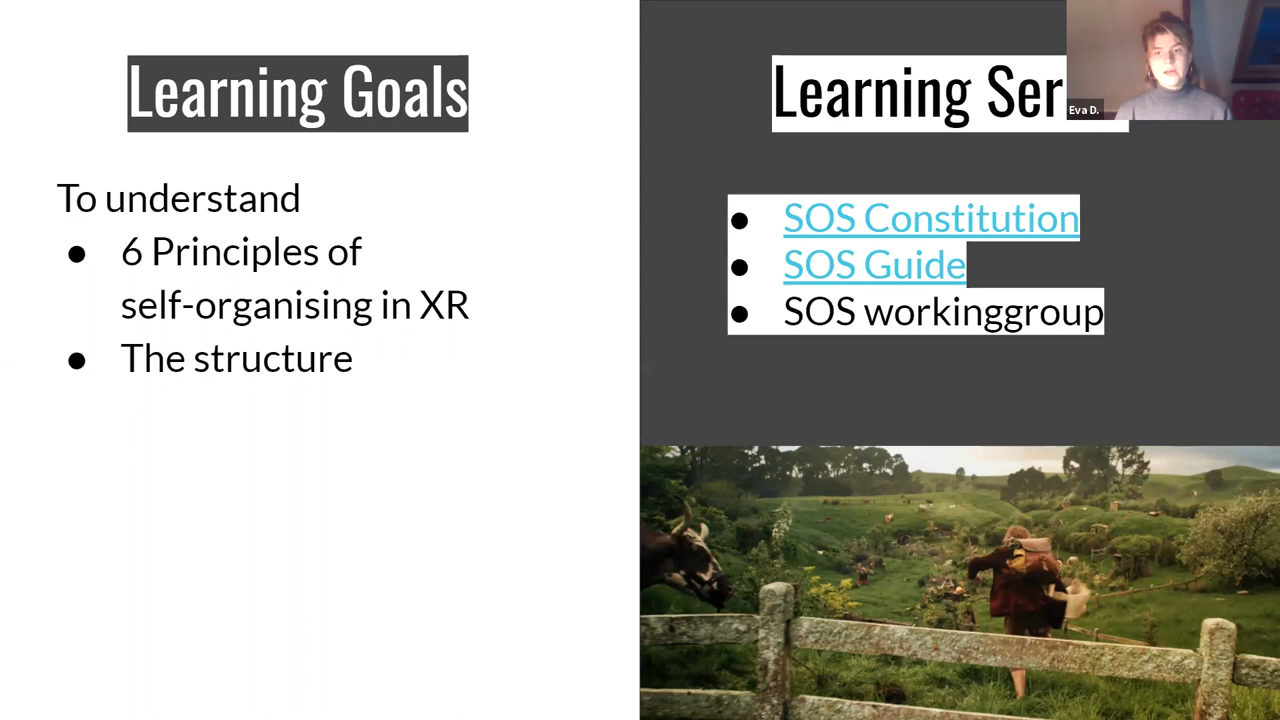 Learning Goals
To understand
● 6 Principles of
self-organising in XR
● The structure
Learning Ser
Eva D.
● SOS Constitution
● SOS Guide
● SOS workinggroup